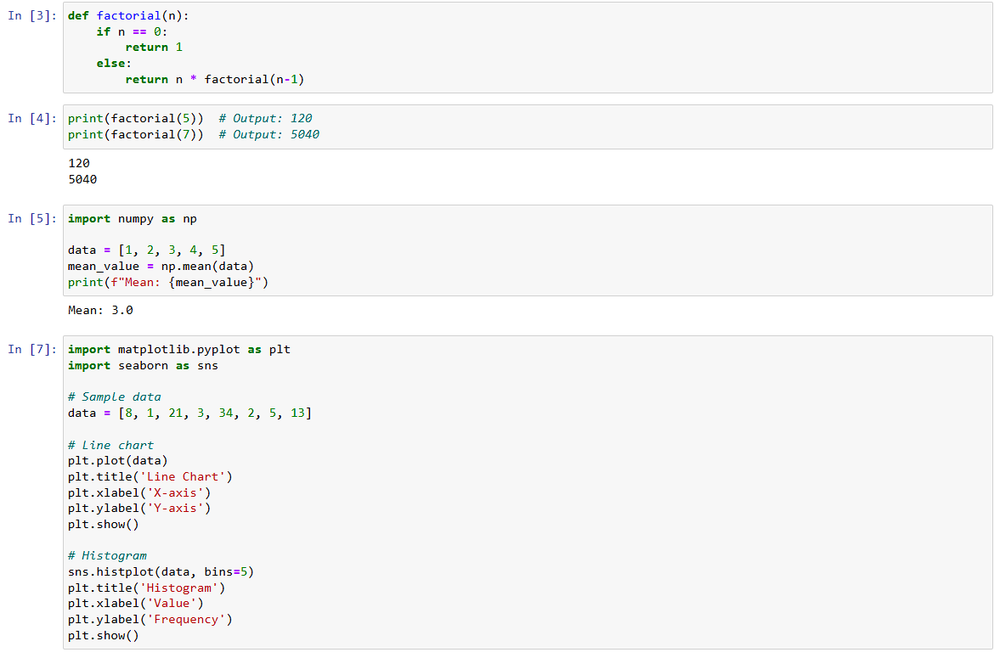 In [3]: def factorial(n):
    if n == 0:
        return 1
    else:
        return n * factorial(n-1)
In [4]: print(factorial(5))  # Output: 120
print(factorial(7))  # Output: 5040
120
5040
In [5]: import numpy as np
data = [1, 2, 3, 4, 5]
mean_value = np.mean(data)
print(f"Mean: {mean_value}")
Mean: 3.0
In [7]: import matplotlib.pyplot as plt
import seaborn as sns
# Sample data
data = [8, 1, 21, 3, 34, 2, 5, 13]
# Line chart
plt.plot(data)
plt.title('Line Chart')
plt.xlabel('X-axis')
plt.ylabel('Y-axis')
plt.show()
# Histogram
sns.histplot(data, bins=5)
plt.title('Histogram')
plt.xlabel('Value')
plt.ylabel('Frequency')
plt.show()